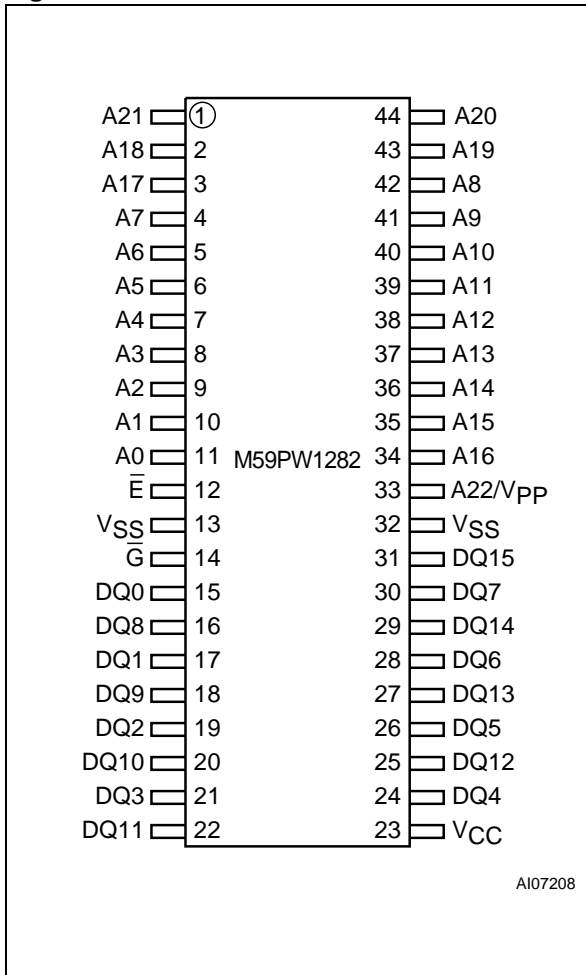 A21 1 44 A20
A18 2 43 A19
A17 3 42 A8
A7 4 41 A9
A6 5 40 A10
A5 6 39 A11
A4 7 38 A12
A3 8 37 A13
A2 9 36 A14
A1 10 35 A15
A0 11 M59PW1282 34 A16
E̅ 12 33 A22/VPP
VSS 13 32 VSS
G̅ 14 31 DQ15
DQ0 15 30 DQ7
DQ8 16 29 DQ14
DQ1 17 28 DQ6
DQ9 18 27 DQ13
DQ2 19 26 DQ5
DQ10 20 25 DQ12
DQ3 21 24 DQ4
DQ11 22 23 VCC
AI07208